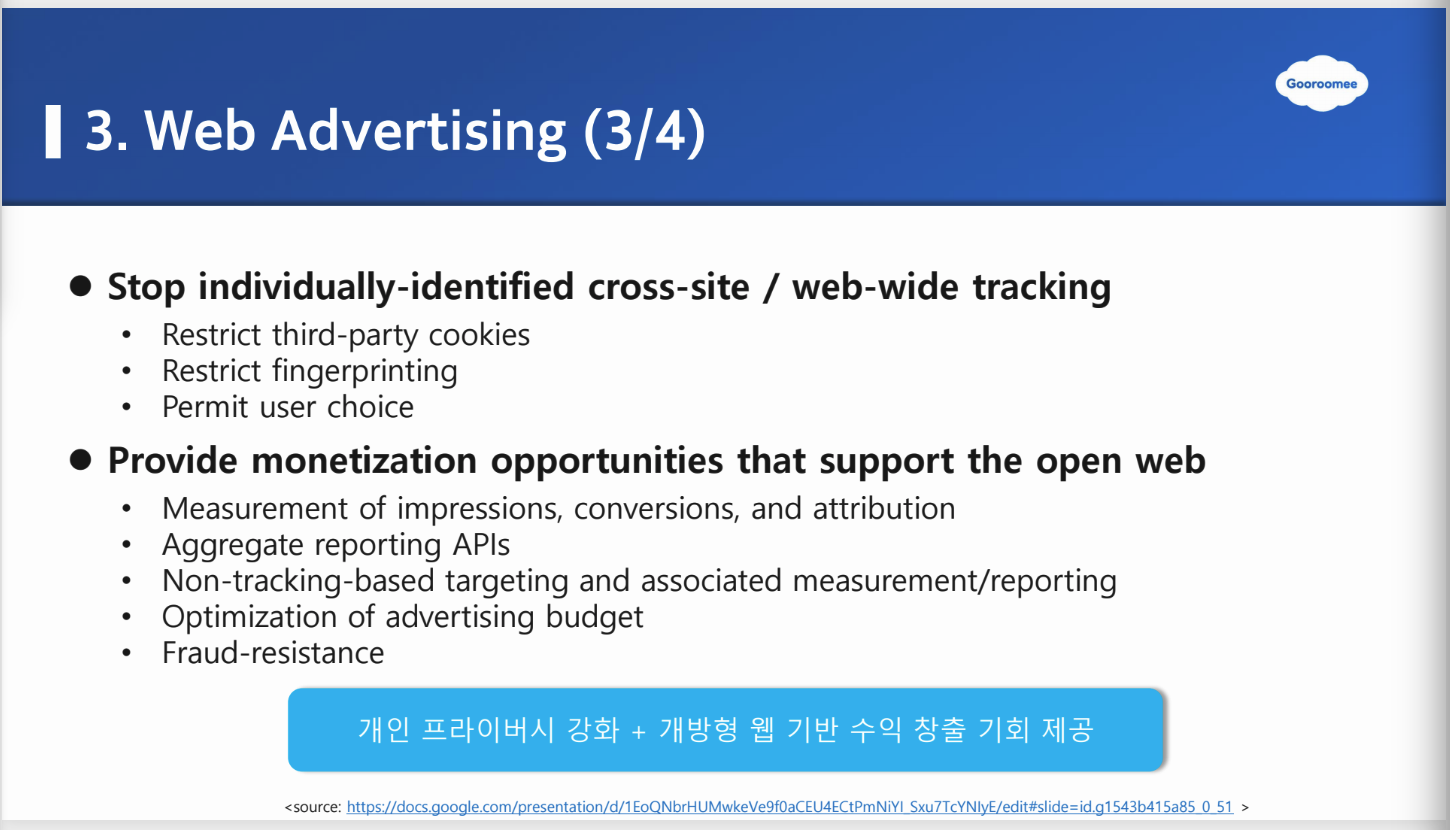 Gooroomee
3. Web Advertising (3/4)
● Stop individually-identified cross-site / web-wide tracking
• Restrict third-party cookies
• Restrict fingerprinting
• Permit user choice
● Provide monetization opportunities that support the open web
• Measurement of impressions, conversions, and attribution
• Aggregate reporting APIs
• Non-tracking-based targeting and associated measurement/reporting
• Optimization of advertising budget
• Fraud-resistance
개인 프라이버시 강화 + 개방형 웹 기반 수익 창출 기회 제공
<source: https://docs.google.com/presentation/d/1EoQNbrHUMwkeVe9f0aCEU4ECtPmNiYI_Sxu7TcYNIyE/edit#slide=id.g1543b415a85_0_51 >